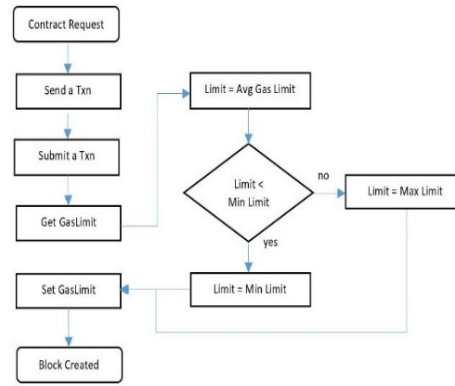 Contract Request
Send a Txn
Submit a Txn
Get GasLimit
Limit = Avg Gas Limit
Limit <
Min Limit
no
Limit = Max Limit
yes
Limit = Min Limit
Set GasLimit
Block Created